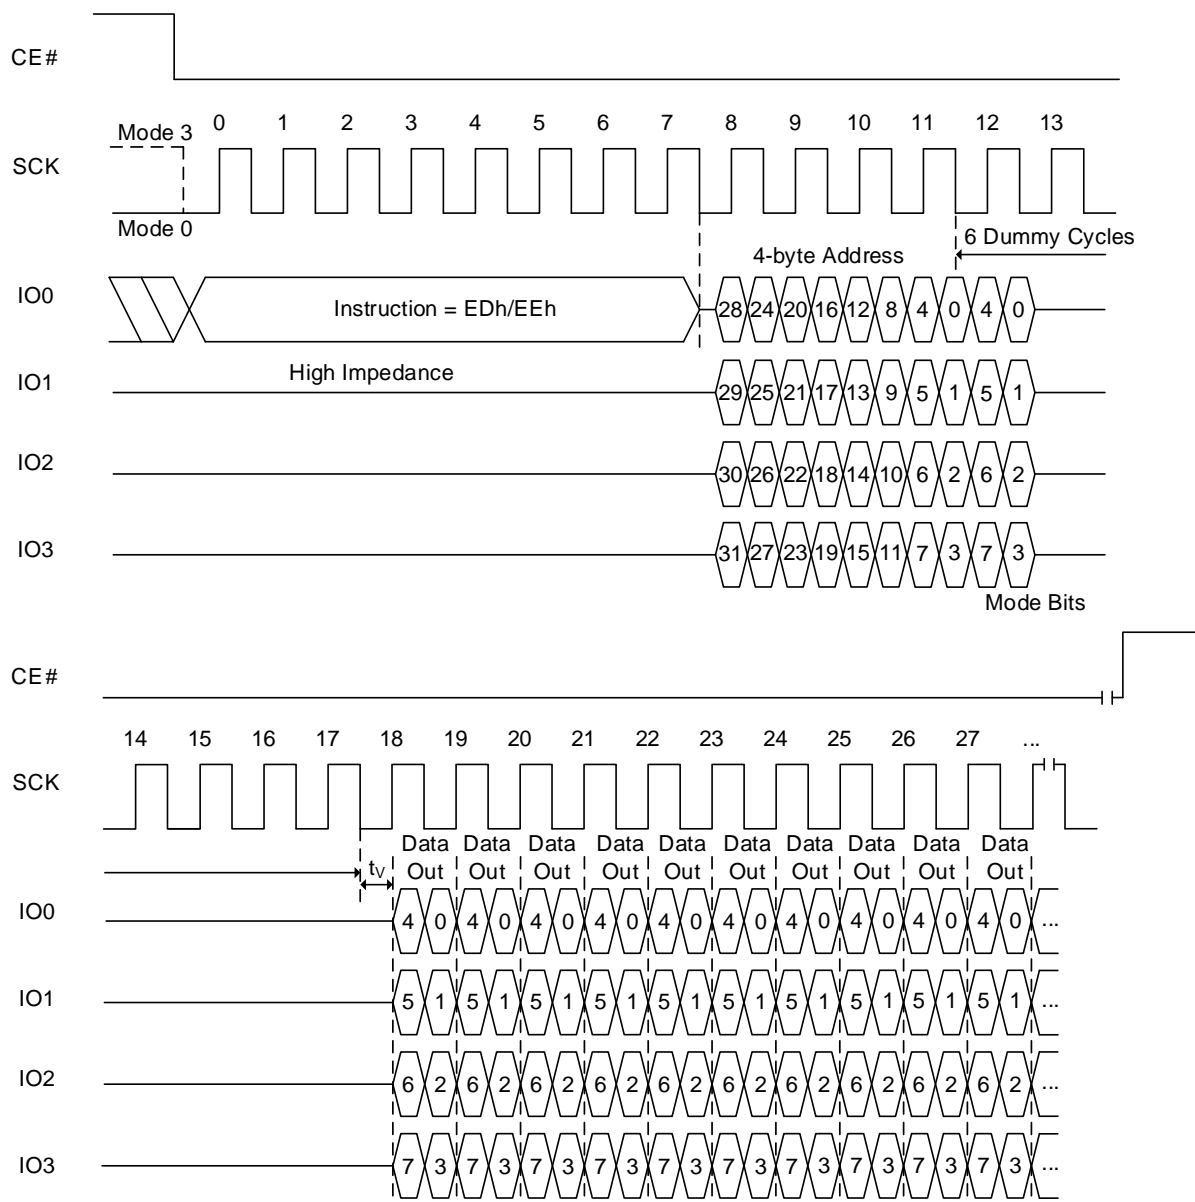 CE#
Mode 3 0 1 2 3 4 5 6 7 8 9 10 11 12 13
SCK
Mode 0
6 Dummy Cycles
4-byte Address
IO0 Instruction = EDh/EEh 28 24 20 16 12 8 4 0 4 0
High Impedance
IO1 29 25 21 17 13 9 5 1 5 1
IO2 30 26 22 18 14 10 6 2 6 2
IO3 31 27 23 19 15 11 7 3 7 3
Mode Bits
CE#
14 15 16 17 18 19 20 21 22 23 24 25 26 27 ...
SCK
Data Data Data Data Data Data Data Data Data Data
tV Out Out Out Out Out Out Out Out Out Out
IO0 4 0 4 0 4 0 4 0 4 0 4 0 4 0 4 0 4 0 4 0 ...
IO1 5 1 5 1 5 1 5 1 5 1 5 1 5 1 5 1 5 1 5 1 ...
IO2 6 2 6 2 6 2 6 2 6 2 6 2 6 2 6 2 6 2 6 2 ...
IO3 7 3 7 3 7 3 7 3 7 3 7 3 7 3 7 3 7 3 7 3 ...